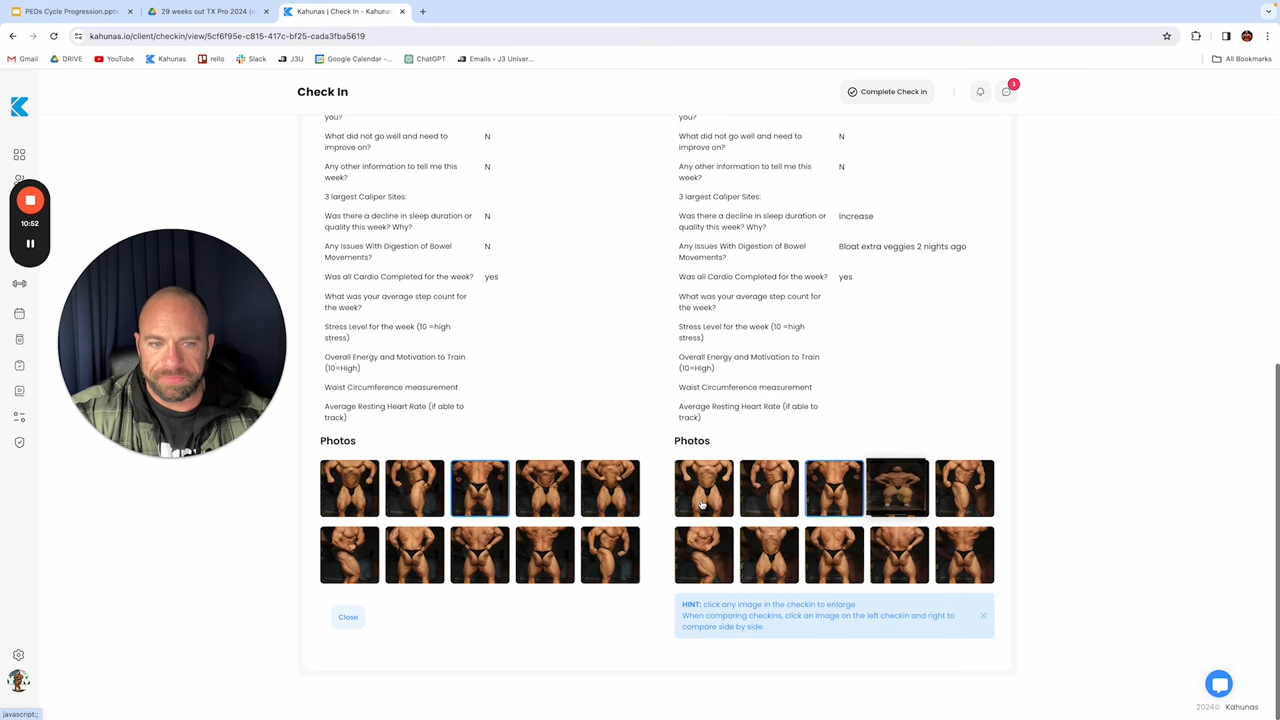 PEDs Cycle Progression.pptx
29 weeks out TX Pro 2024 (o
Kahunas | Check In - Kahuna
kahunas.io/client/checkin/view/5cf6f95e-c815-417c-bf25-cada3fba5619
Gmail DRIVE YouTube Kahunas rello Slack J3U Google Calendar -... ChatGPT Emails ‹ J3 Univer... All Bookmarks
Check In
Complete Check in
3
you?
What did not go well and need to
improve on?
N
Any other information to tell me this
week?
N
3 largest Caliper Sites:
Was there a decline in sleep duration or
quality this week? Why?
N
Any Issues With Digestion of Bowel
Movements?
N
Was all Cardio Completed for the week? yes
What was your average step count for
the week?
Stress Level for the week (10 =high
stress)
Overall Energy and Motivation to Train
(10=High)
Waist Circumference measurement
Average Resting Heart Rate (if able to
track)
Photos
Close
you?
What did not go well and need to
improve on?
N
Any other information to tell me this
week?
N
3 largest Caliper Sites:
Was there a decline in sleep duration or
quality this week? Why?
Increase
Any Issues With Digestion of Bowel
Movements?
Bloat extra veggies 2 nights ago
Was all Cardio Completed for the week? yes
What was your average step count for
the week?
Stress Level for the week (10 =high
stress)
Overall Energy and Motivation to Train
(10=High)
Waist Circumference measurement
Average Resting Heart Rate (if able to
track)
Photos
HINT: click any image in the checkin to enlarge.
When comparing checkins, click an image on the left checkin and right to
compare side by side.
10:52
javascript:;
2024© Kahunas